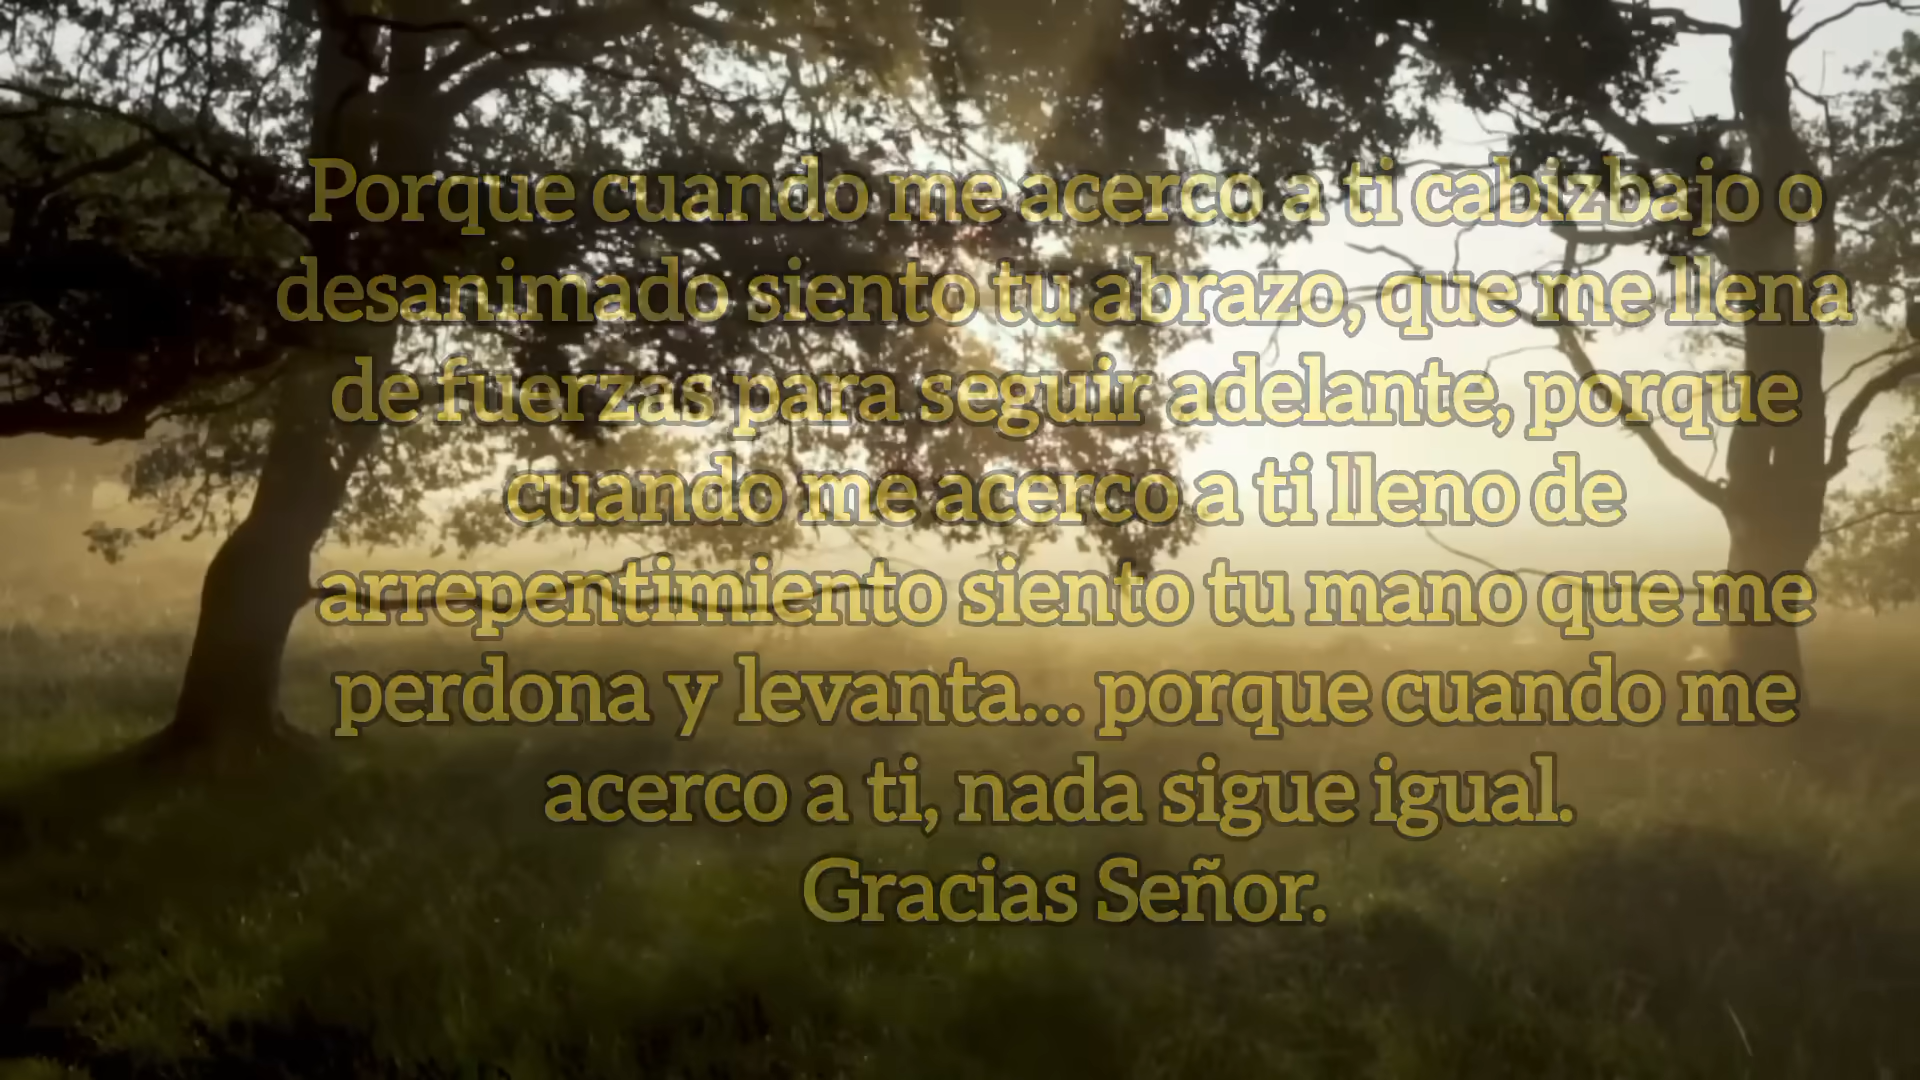 Porque cuando me acerco a ti cabizbajo o
desanimado siento tu abrazo, que me llena
de fuerzas para seguir adelante, porque
cuando me acerco a ti lleno de
arrepentimiento siento tu mano que me
perdona y levanta... porque cuando me
acerco a ti, nada sigue igual.
Gracias Señor.